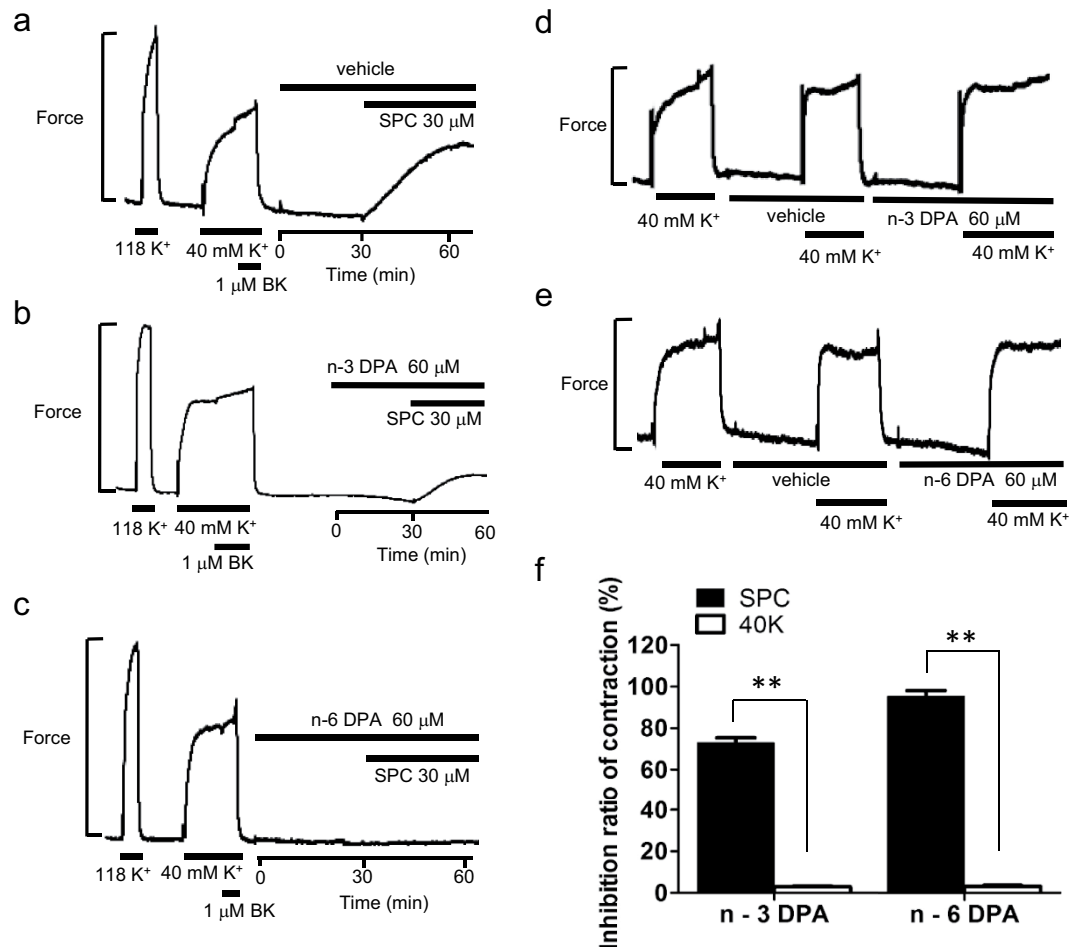 a
Force
vehicle
SPC 30 μM
118 K⁺
40 mM K⁺
1 μM BK
0
30
60
Time (min)
b
Force
n-3 DPA 60 μM
SPC 30 μM
118 K⁺
40 mM K⁺
1 μM BK
0
30
60
Time (min)
c
Force
n-6 DPA 60 μM
SPC 30 μM
118 K⁺
40 mM K⁺
1 μM BK
0
30
60
Time (min)
d
Force
40 mM K⁺
vehicle
n-3 DPA 60 μM
40 mM K⁺
40 mM K⁺
e
Force
40 mM K⁺
vehicle
n-6 DPA 60 μM
40 mM K⁺
40 mM K⁺
f
Inhibition ratio of contraction (%)
SPC
40K
120
100
80
60
40
20
0
**
**
n - 3 DPA
n - 6 DPA